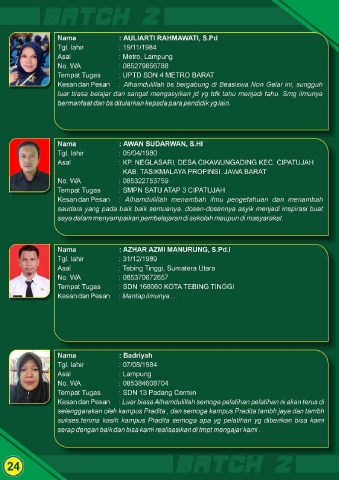 BATCH 2
Nama : AULIARTI RAHMAWATI, S.Pd
Tgl. lahir : 19/11/1984
Asal : Metro, Lampung
No. WA : 085279856788
Tempat Tugas : UPTD SDN 4 METRO BARAT
Kesan dan Pesan : Alhamdulillah bs bergabung di Beasiswa Non Gelar ini, sungguh
luar biasa belajar dan sangat mengasyikan jd yg tdk tahu menjadi tahu. Smg ilmunya
bermanfaat dan bs ditularkan kepada para pendidik yg lain.
Nama : AWAN SUDARWAN, S.HI
Tgl. lahir : 05/04/1980
Asal : KP. NEGLASARI, DESA CIKAWUNGADING KEC. CIPATUJAH
KAB. TASIKMALAYA PROPINSI. JAWA BARAT
No. WA : 085322753759
Tempat Tugas : SMPN SATU ATAP 3 CIPATUJAH
Kesan dan Pesan : Alhamdulillah menambah ilmu pengetahuan dan menambah
saudara yang pada baik baik semuanya. dosen-dosennya asyik menjadi inspirasi buat
saya dalam menyampaikan pembelajaran di sekolah maupun di masyarakat.
Nama : AZHAR AZMI MANURUNG, S.Pd.I
Tgl. lahir : 31/12/1989
Asal : Tebing Tinggi, Sumatera Utara
No. WA : 085370672657
Tempat Tugas : SDN 168060 KOTA TEBING TINGGI
Kesan dan Pesan : Mantap ilmunya....
Nama : Badriyah
Tgl. lahir : 07/08/1984
Asal : Lampung
No. WA : 085384608704
Tempat Tugas : SDN 13 Padang Cermin
Kesan dan Pesan : Luar biasa Alhamdulillah semoga pelatihan pelatihan ni akan terus di
selenggarakan oleh kampus Pradita , dan semoga kampus Pradita tambh jaya dan tambh
sukses,terima kasih kampus Pradita semoga apa yg pelatihan yg diberikan bisa kami
serap dengan baik dan bisa kami realisasikan di tmpt mengajar kami .
24
BATCH 2